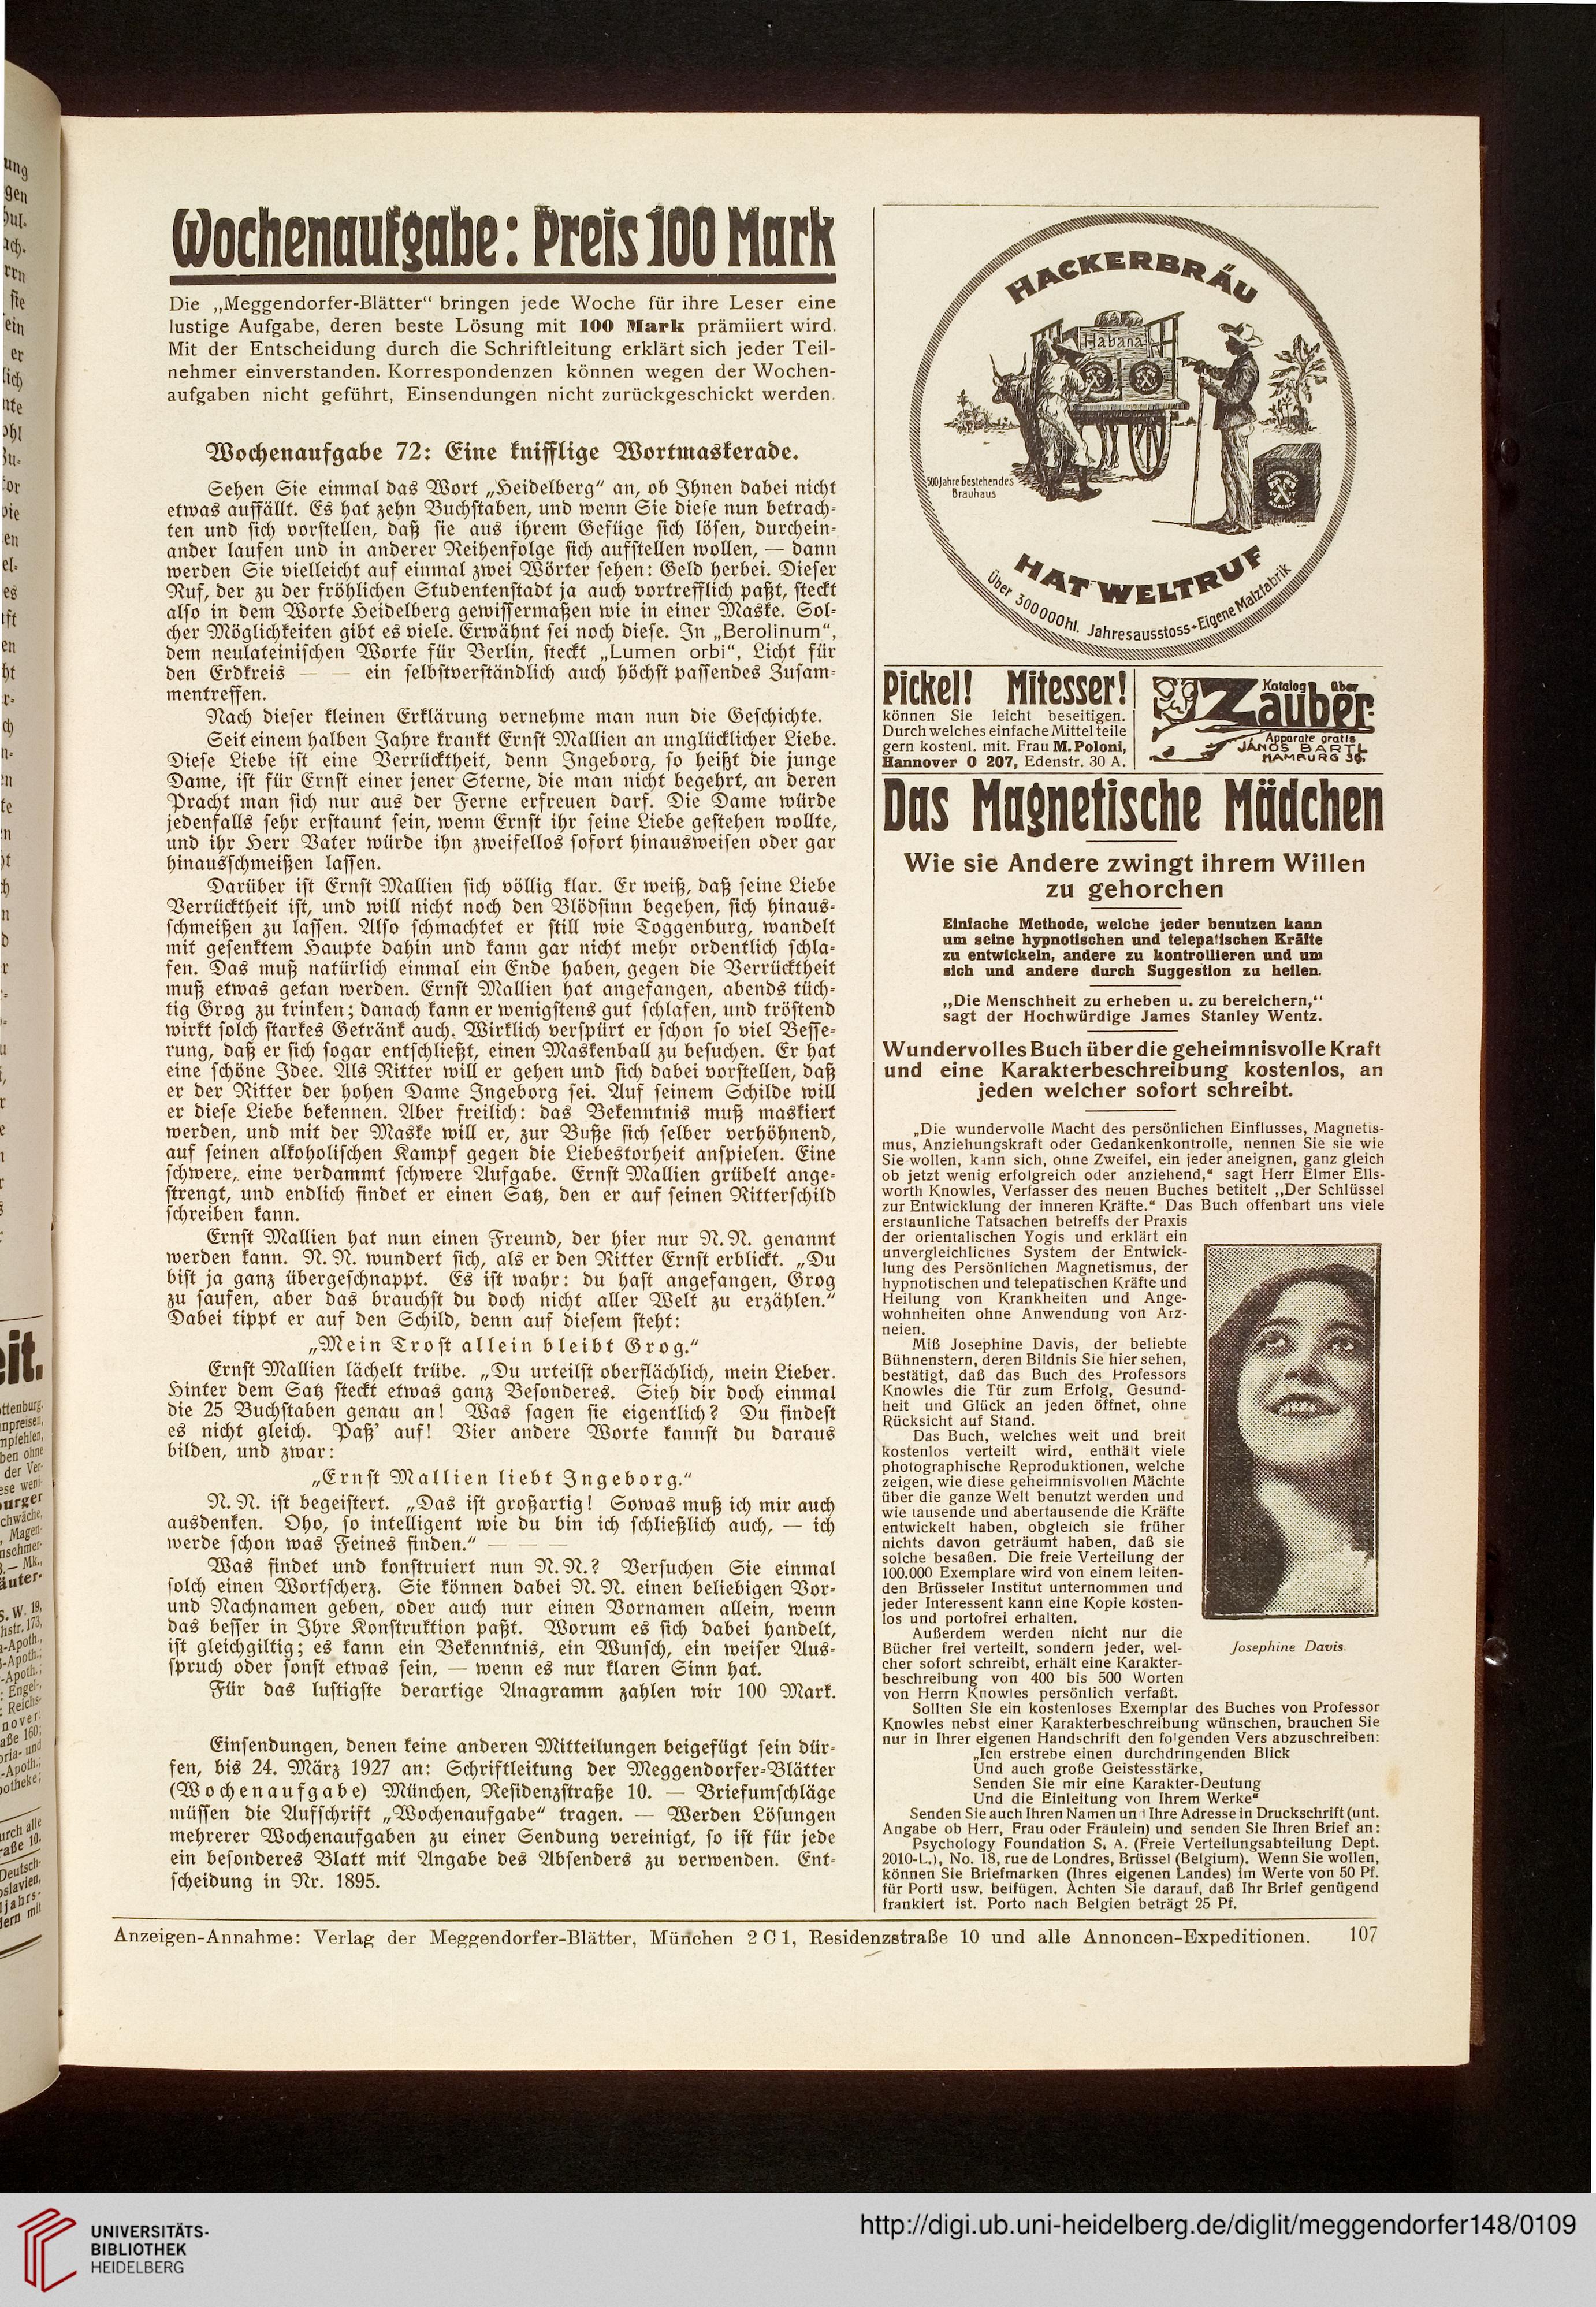 Wochenaufgabe: Preis 100 Mark
Die „Meggendorfer-Blätter“ bringen jede Woche für ihre Leser eine
lustige Aufgabe, deren beste Lösung mit 100 Mark prämiiert wird.
Mit der Entscheidung durch die Schriftleitung erklärt sich jeder Teil-
nehmer einverstanden. Korrespondenzen können wegen der Wochen-
aufgaben nicht geführt, Einsendungen nicht zurückgeschickt werden.
Wochenaufgabe 72: Eine knifflige Wortmaskerade.
Sehen Sie einmal das Wort „Heidelberg“ an, ob Ihnen dabei nicht
etwas auffällt. Es hat zehn Buchstaben, und wenn Sie diese nun betrach-
ten und sich vorstellen, daß sie aus ihrem Gefüge sich lösen, durchein-
ander laufen und in anderer Reihenfolge sich aufstellen wollen, — dann
werden Sie vielleicht auf einmal zwei Wörter sehen: Geld herbei. Dieser
Ruf, der zu der fröhlichen Studentenstadt ja auch vortrefflich paßt, steckt
also in dem Worte Heidelberg gewissermaßen wie in einer Maske. Sol-
cher Möglichkeiten gibt es viele. Erwähnt sei noch diese. In „Berolinum“,
dem neulateinischen Worte für Berlin, steckt „Lumen orbi“, Licht für
den Erdkreis — — ein selbstverständlich auch höchst passendes Zusam-
mentreffen.
Nach dieser kleinen Erklärung vernehme man nun die Geschichte.
Seit einem halben Jahre krankt Ernst Mallien an unglücklicher Liebe.
Diese Liebe ist eine Verrücktheit, denn Ingeborg, so heißt die junge
Dame, ist für Ernst einer jener Sterne, die man nicht begehrt, an deren
Pracht man sich nur aus der Ferne erfreuen darf. Die Dame würde
jedenfalls sehr erstaunt sein, wenn Ernst ihr seine Liebe gestehen wollte,
und ihr Herr Vater würde ihn zweifellos sofort hinausweisen oder gar
hinausschmeißen lassen.
Darüber ist Ernst Mallien sich völlig klar. Er weiß, daß seine Liebe
Verrücktheit ist, und will nicht noch den Blödsinn begehen, sich hinaus-
schmeißen zu lassen. Also schmachtet er still wie Toggenburg, wandelt
mit gesenktem Haupte dahin und kann gar nicht mehr ordentlich schla-
fen. Das muß natürlich einmal ein Ende haben, gegen die Verrücktheit
muß etwas getan werden. Ernst Mallien hat angefangen, abends tüch-
tig Grog zu trinken; danach kann er wenigstens gut schlafen, und tröstend
wirkt solch starkes Getränk auch. Wirklich verspürt er schon so viel Besse-
rung, daß er sich sogar entschließt, einen Maskenball zu besuchen. Er hat
eine schöne Idee. Als Ritter will er gehen und sich dabei vorstellen, daß
er der Ritter der hohen Dame Ingeborg sei. Auf seinem Schilde will
er diese Liebe bekennen. Aber freilich: das Bekenntnis muß maskiert
werden, und mit der Maske will er, zur Buße sich selber verhöhnend,
auf seinen alkoholischen Kampf gegen die Liebestorheit anspielen. Eine
schwere, eine verdammt schwere Aufgabe. Ernst Mallien grübelt ange-
strengt, und endlich findet er einen Satz, den er auf seinen Ritterschild
schreiben kann.
Ernst Mallien hat nun einen Freund, der hier nur N. N. genannt
werden kann. N. N. wundert sich, als er den Ritter Ernst erblickt. „Du
bist ja ganz übergeschnappt. Es ist wahr: du hast angefangen, Grog
zu saufen, aber das brauchst du doch nicht aller Welt zu erzählen.“
Dabei tippt er auf den Schild, denn auf diesem steht:
„Mein Trost allein bleibt Grog.“
Ernst Mallien lächelt trübe. „Du urteilst oberflächlich, mein Lieber.
Hinter dem Satz steckt etwas ganz Besonderes. Sieh dir doch einmal
die 25 Buchstaben genau an! Was sagen sie eigentlich? Du findest
es nicht gleich. Paß’ auf! Vier andere Worte kannst du daraus
bilden, und zwar:
„Ernst Mallien liebt Ingeborg.“
N. N. ist begeistert. „Das ist großartig! Sowas muß ich mir auch
ausdenken. Oho, so intelligent wie du bin ich schließlich auch, — ich
werde schon was Feines finden.“ — — —
Was findet und konstruiert nun N. N.? Versuchen Sie einmal
solch einen Wortscherz. Sie können dabei N. N. einen beliebigen Vor-
und Nachnamen geben, oder auch nur einen Vornamen allein, wenn
das besser in Ihre Konstruktion paßt. Worum es sich dabei handelt,
ist gleichgiltig; es kann ein Bekenntnis, ein Wunsch, ein weiser Aus-
spruch oder sonst etwas sein, — wenn es nur klaren Sinn hat.
Für das lustigste derartige Anagramm zahlen wir 100 Mark.
Einsendungen, denen keine anderen Mitteilungen beigefügt sein dür-
fen, bis 24. März 1927 an: Schriftleitung der Meggendorfer-Blätter
(Wochenaufgabe) München, Residenzstraße 10. — Briefumschläge
müssen die Aufschrift „Wochenaufgabe“ tragen. — Werden Lösungen
mehrerer Wochenaufgaben zu einer Sendung vereinigt, so ist für jede
ein besonderes Blatt mit Angabe des Absenders zu verwenden. Ent-
scheidung in Nr. 1895.
HACKERBRÄU
Habana
500 Jahre bestehendes
Brauhaus
HAT WELTRUF
Über 300000hl. Jahresausstoss-Eigene Malzfabrik
Pickel! Mitesser!
können Sie leicht beseitigen.
Durch welches einfache Mittel teile
gern kostenl. mit. Frau M. Poloni,
Hannover O 207, Edenstr. 30 A.
Katalog über
Zauber
Apparate gratis
JÁNOS BARTL
HAMBURG 36.
Das Magnetische Mädchen
Wie sie Andere zwingt ihrem Willen
zu gehorchen
Einfache Methode, welche jeder benutzen kann
um seine hypnotischen und telepatischen Kräfte
zu entwickeln, andere zu kontrollieren und um
sich und andere durch Suggestion zu heilen.
„Die Menschheit zu erheben u. zu bereichern,“
sagt der Hochwürdige James Stanley Wentz.
Wundervolles Buch über die geheimnisvolle Kraft
und eine Karakterbeschreibung kostenlos, an
jeden welcher sofort schreibt.
„Die wundervolle Macht des persönlichen Einflusses, Magnetis-
mus, Anziehungskraft oder Gedankenkontrolle, nennen Sie sie wie
Sie wollen, kann sich, ohne Zweifel, ein jeder aneignen, ganz gleich
ob jetzt wenig erfolgreich oder anziehend,“ sagt Herr Elmer Ells-
worth Knowles, Verfasser des neuen Buches betitelt „Der Schlüssel
zur Entwicklung der inneren Kräfte.“ Das Buch offenbart uns viele
erstaunliche Tatsachen betreffs der Praxis
der orientalischen Yogis und erklärt ein
unvergleichliches System der Entwick-
lung des Persönlichen Magnetismus, der
hypnotischen und telepatischen Kräfte und
Heilung von Krankheiten und Ange-
wohnheiten ohne Anwendung von Arz-
neien.
Miß Josephine Davis, der beliebte
Bühnenstern, deren Bildnis Sie hier sehen,
bestätigt, daß das Buch des Professors
Knowles die Tür zum Erfolg, Gesund-
heit und Glück an jeden öffnet, ohne
Rücksicht auf Stand.
Das Buch, welches weit und breit
kostenlos verteilt wird, enthält viele
photographische Reproduktionen, welche
zeigen, wie diese geheimnisvollen Mächte
über die ganze Welt benutzt werden und
wie tausende und abertausende die Kräfte
entwickelt haben, obgleich sie früher
nichts davon geträumt haben, daß sie
solche besaßen. Die freie Verteilung der
100.000 Exemplare wird von einem leiten-
den Brüsseler Institut unternommen und
jeder Interessent kann eine Kopie kosten-
los und portofrei erhalten.
Außerdem werden nicht nur die
Bücher frei verteilt, sondern jeder, wel-
cher sofort schreibt, erhält eine Karakter-
beschreibung von 400 bis 500 Worten
von Herrn Knowles persönlich verfaßt.
Josephine Davis.
Sollten Sie ein kostenloses Exemplar des Buches von Professor
Knowles nebst einer Karakterbeschreibung wünschen, brauchen Sie
nur in Ihrer eigenen Handschrift den folgenden Vers abzuschreiben:
„Ich erstrebe einen durchdringenden Blick
Und auch große Geistesstärke,
Senden Sie mir eine Karakter-Deutung
Und die Einleitung von Ihrem Werke“
Senden Sie auch Ihren Namen und Ihre Adresse in Druckschrift (unt.
Angabe ob Herr, Frau oder Fräulein) und senden Sie Ihren Brief an:
Psychology Foundation S. A. (Freie Verteilungsabteilung Dept.
2010-L.), No. 18, rue de Londres, Brüssel (Belgium). Wenn Sie wollen,
können Sie Briefmarken (Ihres eigenen Landes) im Werte von 50 Pf.
für Porti usw. beifügen. Achten Sie darauf, daß Ihr Brief genügend
frankiert ist. Porto nach Belgien beträgt 25 Pf.
Anzeigen-Annahme: Verlag der Meggendorfer-Blätter, München 2 C 1, Residenzstraße 10 und alle Annoncen-Expeditionen. 107
UNIVERSITÄTS-
BIBLIOTHEK
HEIDELBERG
http://digi.ub.uni-heidelberg.de/diglit/meggendorfer148/0109